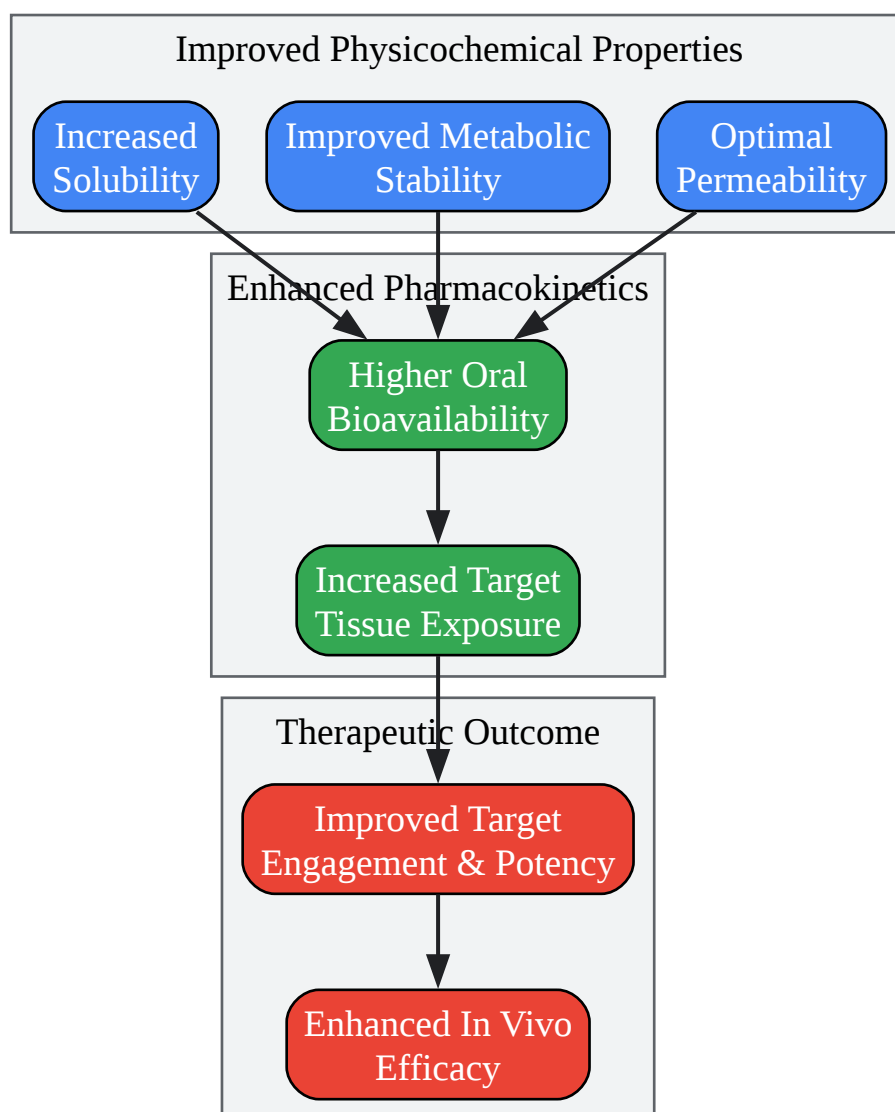 Improved Physicochemical Properties
Increased
Solubility
Improved Metabolic
Stability
Optimal
Permeability
Enhanced Pharmacokinetics
Higher Oral
Bioavailability
Increased Target
Tissue Exposure
Therapeutic Outcome
Improved Target
Engagement & Potency
Enhanced In Vivo
Efficacy